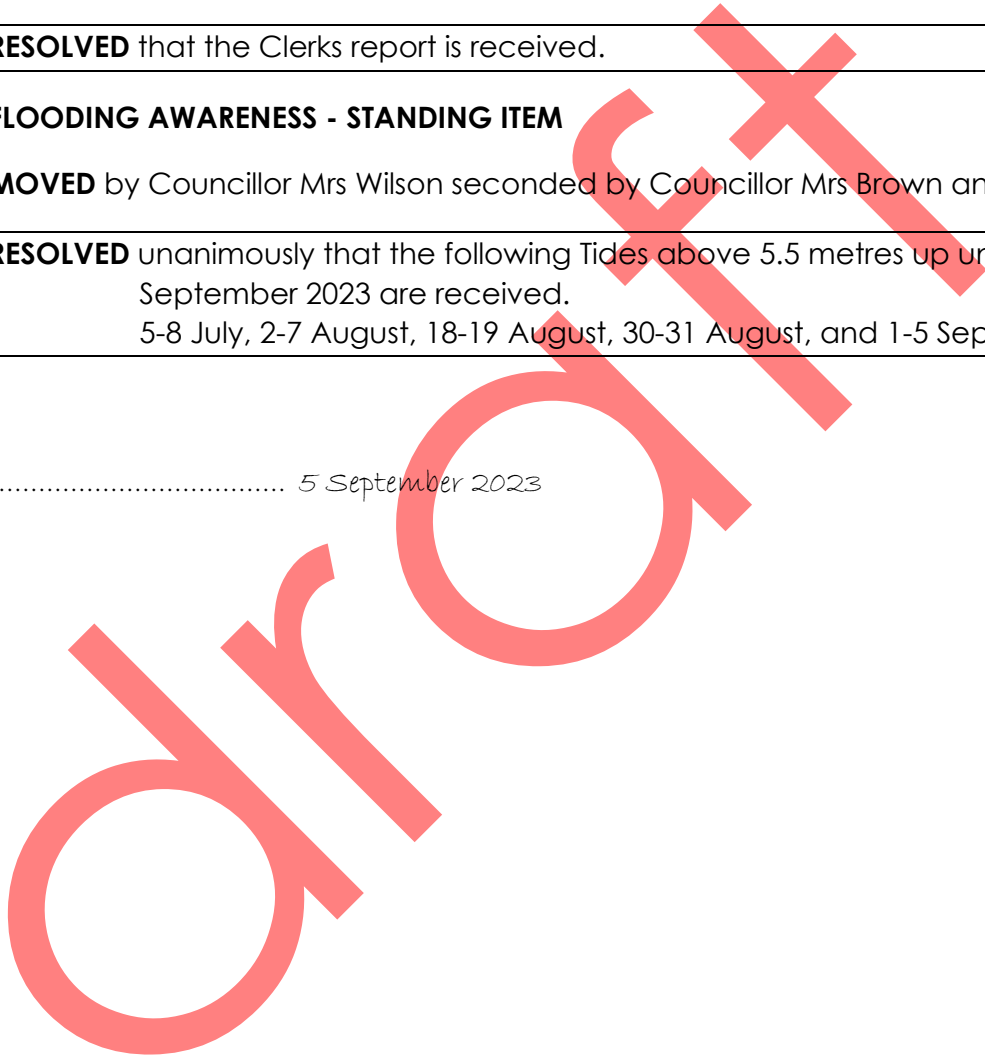 RESOLVED that the Clerks report is received.
FLOODING AWARENESS - STANDING ITEM
MOVED by Councillor Mrs Wilson seconded by Councillor Mrs Brown
RESOLVED unanimously that the following Tides above 5.5 metres up
September 2023 are received.
5-8 July, 2-7 August, 18-19 August, 30-31 August, and 1-5 Sep
.................................... 5 September 2023
draft